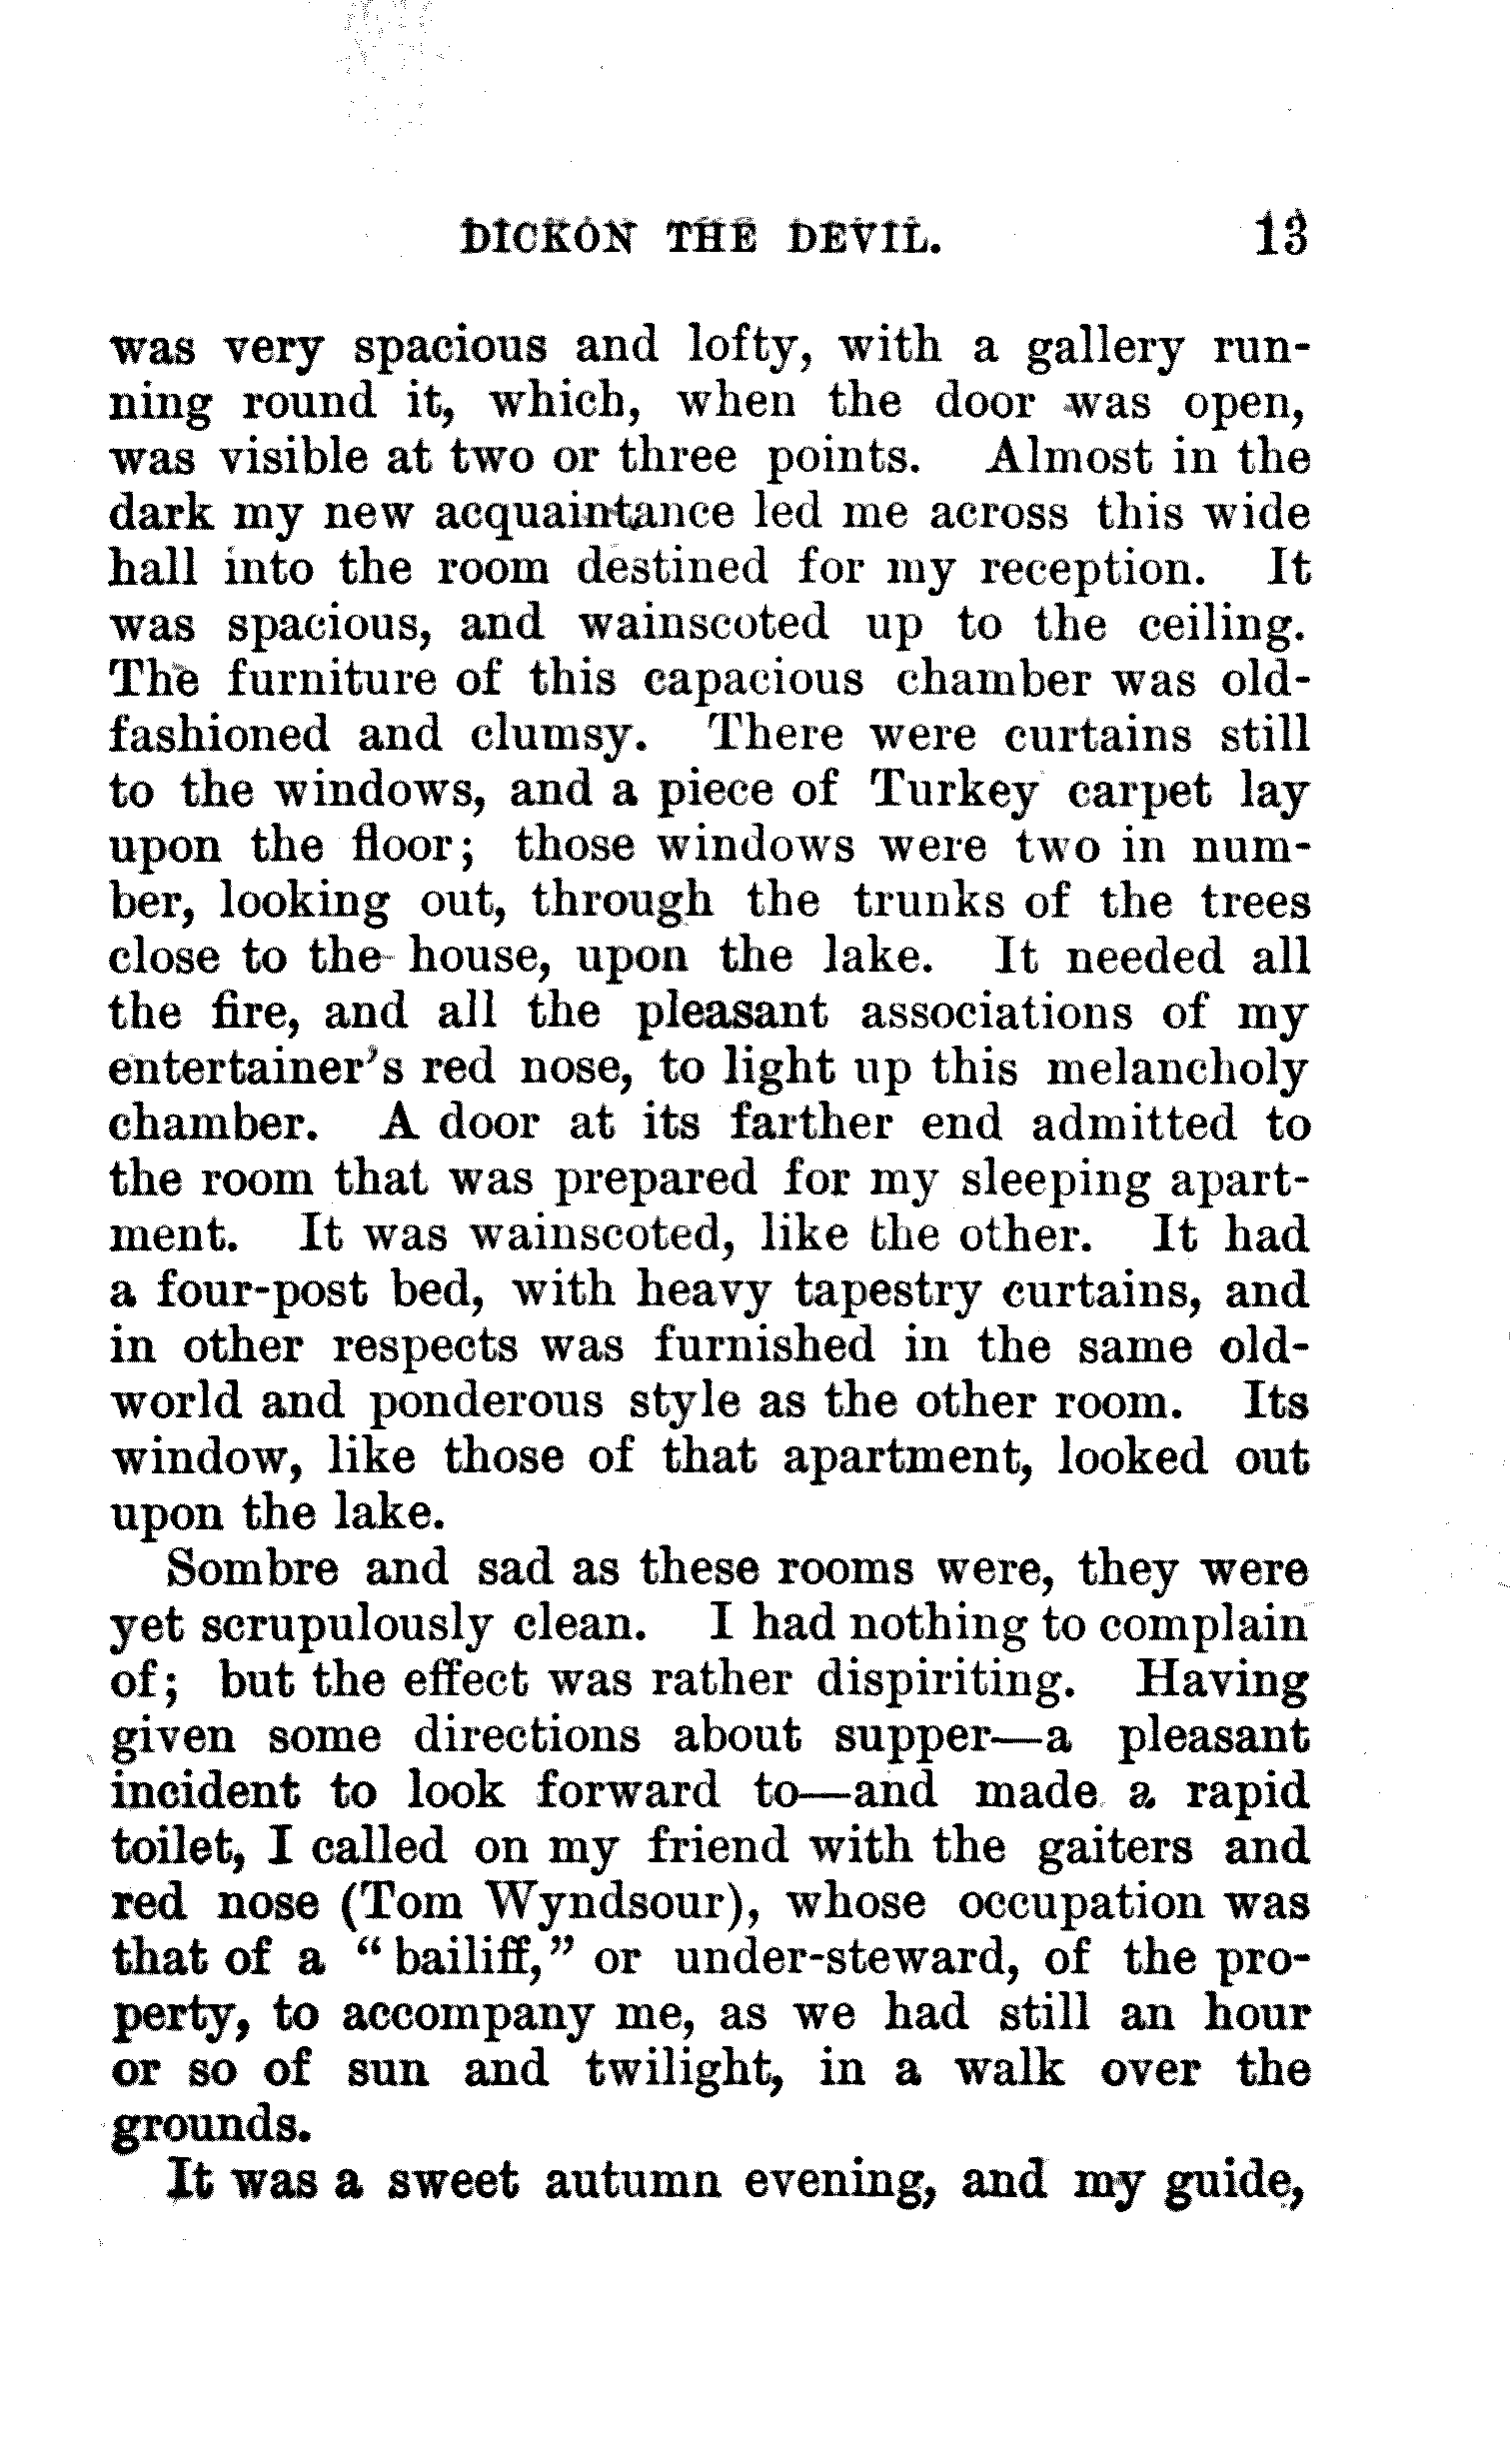 DICKON THE DEVIL. 13
was very spacious and lofty, with a gallery run-
ning round it, which, when the door was open,
was visible at two or three points. Almost in the
dark my new acquaintance led me across this wide
hall into the room destined for my reception. It
was spacious, and wainscoted up to the ceiling.
The furniture of this capacious chamber was old-
fashioned and clumsy. There were curtains still
to the windows, and a piece of Turkey carpet lay
upon the floor; those windows were two in num-
ber, looking out, through the trunks of the trees
close to the house, upon the lake. It needed all
the fire, and all the pleasant associations of my
entertainer's red nose, to light up this melancholy
chamber. A door at its farther end admitted to
the room that was prepared for my sleeping apart-
ment. It was wainscoted, like the other. It had
a four-post bed, with heavy tapestry curtains, and
in other respects was furnished in the same old-
world and ponderous style as the other room. Its
window, like those of that apartment, looked out
upon the lake.
Sombre and sad as these rooms were, they were
yet scrupulously clean. I had nothing to complain
of; but the effect was rather dispiriting. Having
given some directions about supper—a pleasant
incident to look forward to—and made a rapid
toilet, I called on my friend with the gaiters and
red nose (Tom Wyndsour), whose occupation was
that of a "bailiff," or under-steward, of the pro-
perty, to accompany me, as we had still an hour
or so of sun and twilight, in a walk over the
grounds.
It was a sweet autumn evening, and my guide,